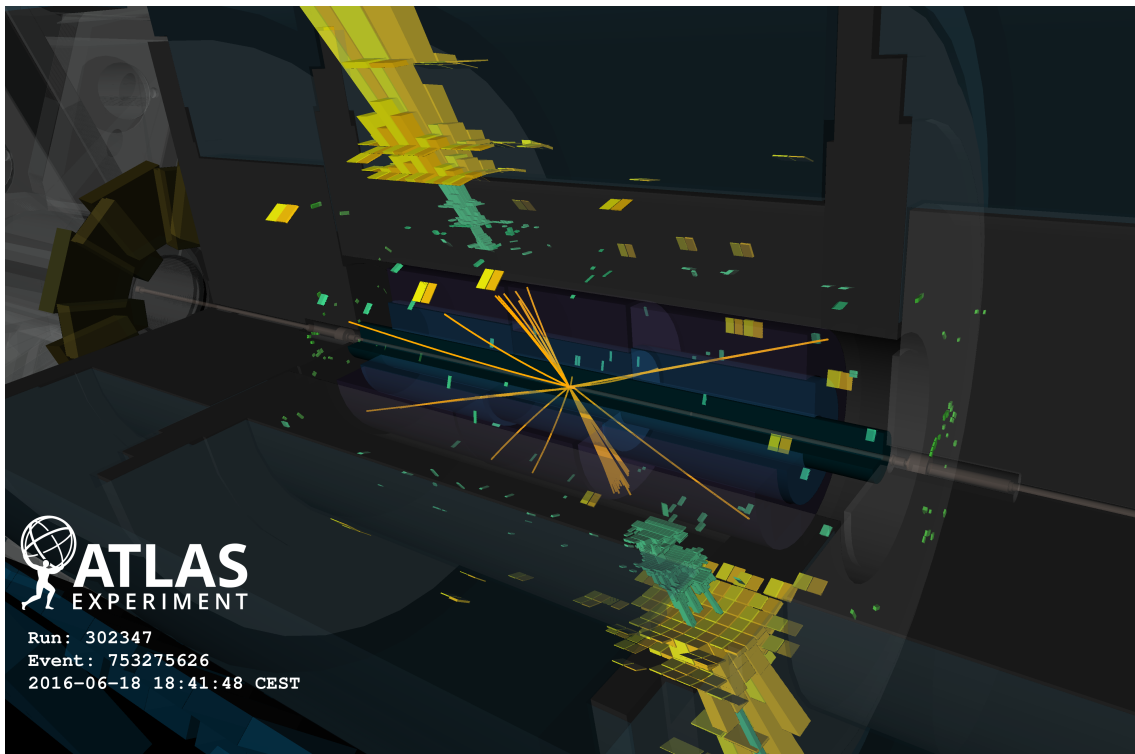 ATLAS
EXPERIMENT
Run: 302347
Event: 753275626
2016-06-18 18:41:48 CEST